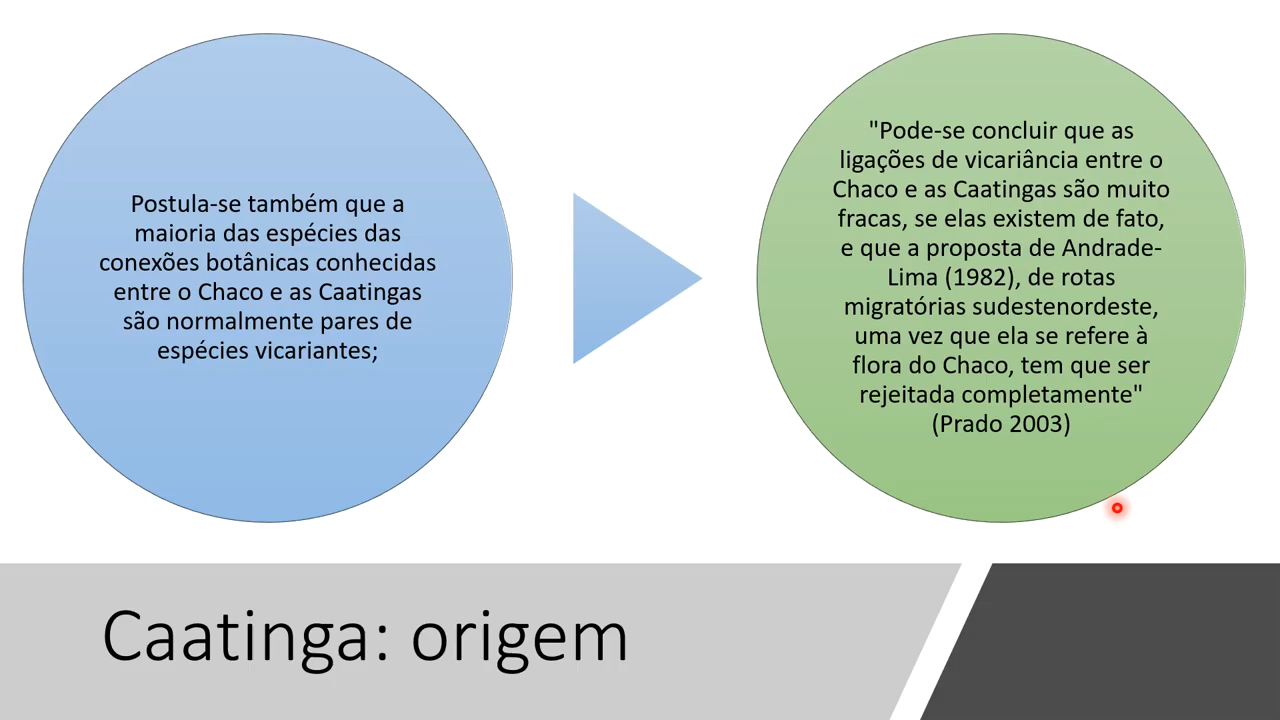 Postula-se também que a
maioria das espécies das
conexões botânicas conhecidas
entre o Chaco e as Caatingas
são normalmente pares de
espécies vicariantes;
"Pode-se concluir que as
ligações de vicariância entre o
Chaco e as Caatingas são muito
fracas, se elas existem de fato,
e que a proposta de Andrade-
Lima (1982), de rotas
migratórias sudestenordeste,
uma vez que ela se refere à
flora do Chaco, tem que ser
rejeitada completamente"
(Prado 2003)
Caatinga: origem